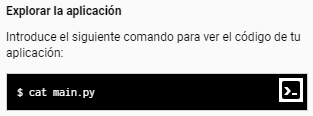 Explorar la aplicación
Introduce el siguiente comando para ver el código de tu
aplicación:
$ cat main.py